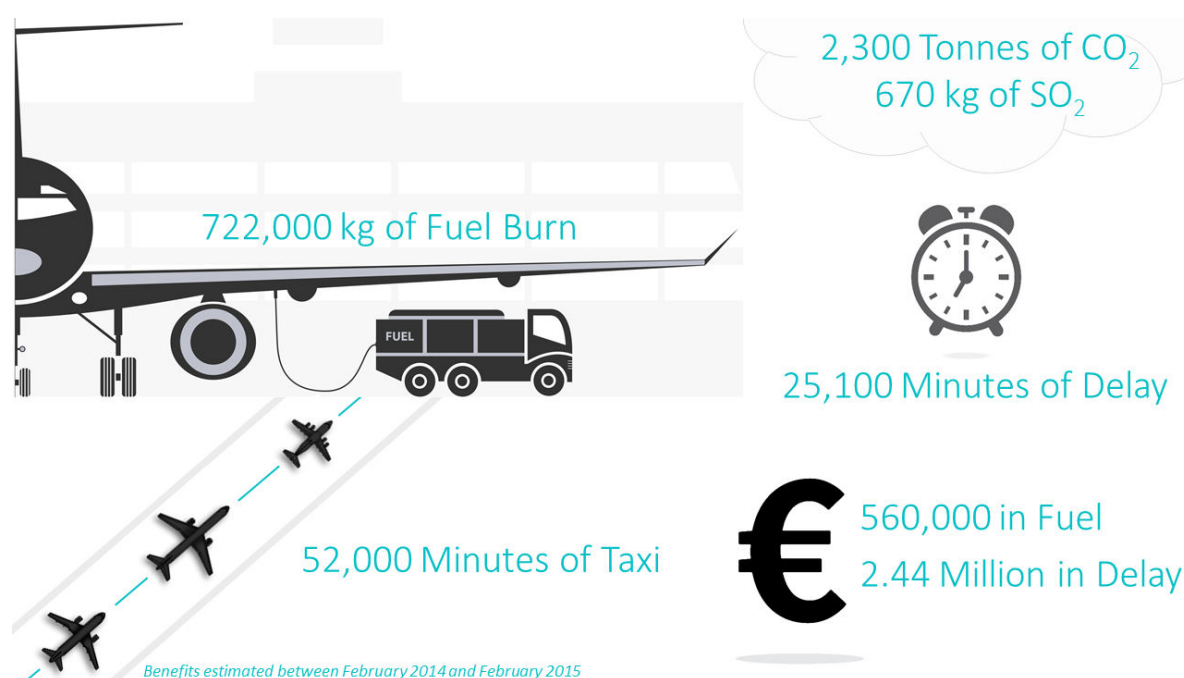 2,300 Tonnes of CO₂
670 kg of SO₂
722,000 kg of Fuel Burn
FUEL
25,100 Minutes of Delay
52,000 Minutes of Taxi
€
560,000 in Fuel
2.44 Million in Delay
Benefits estimated between February 2014 and February 2015